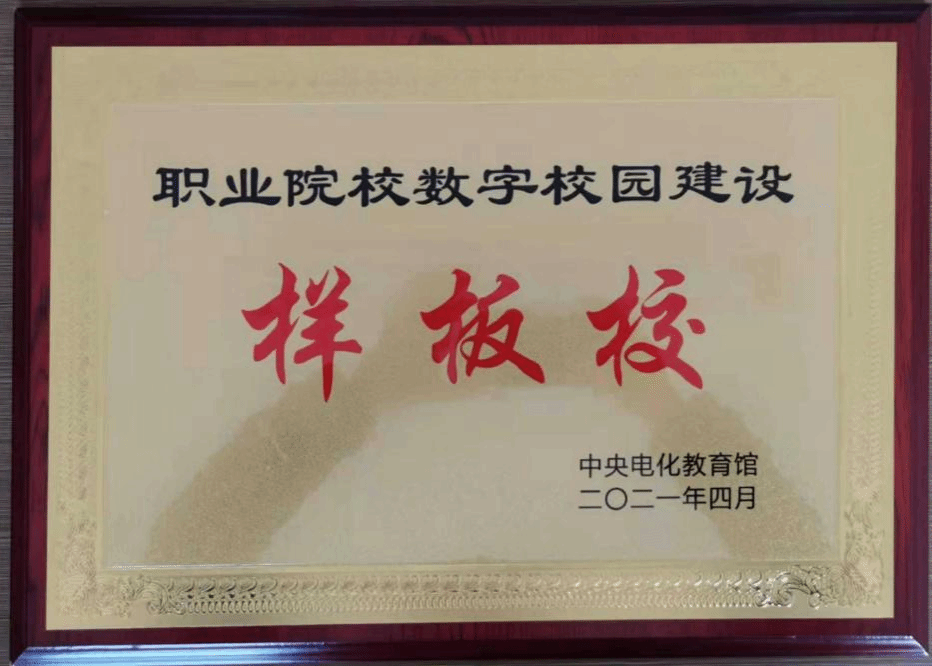 职业院校数字校园建设
样板校
中央电化教育馆
二〇二一年四月